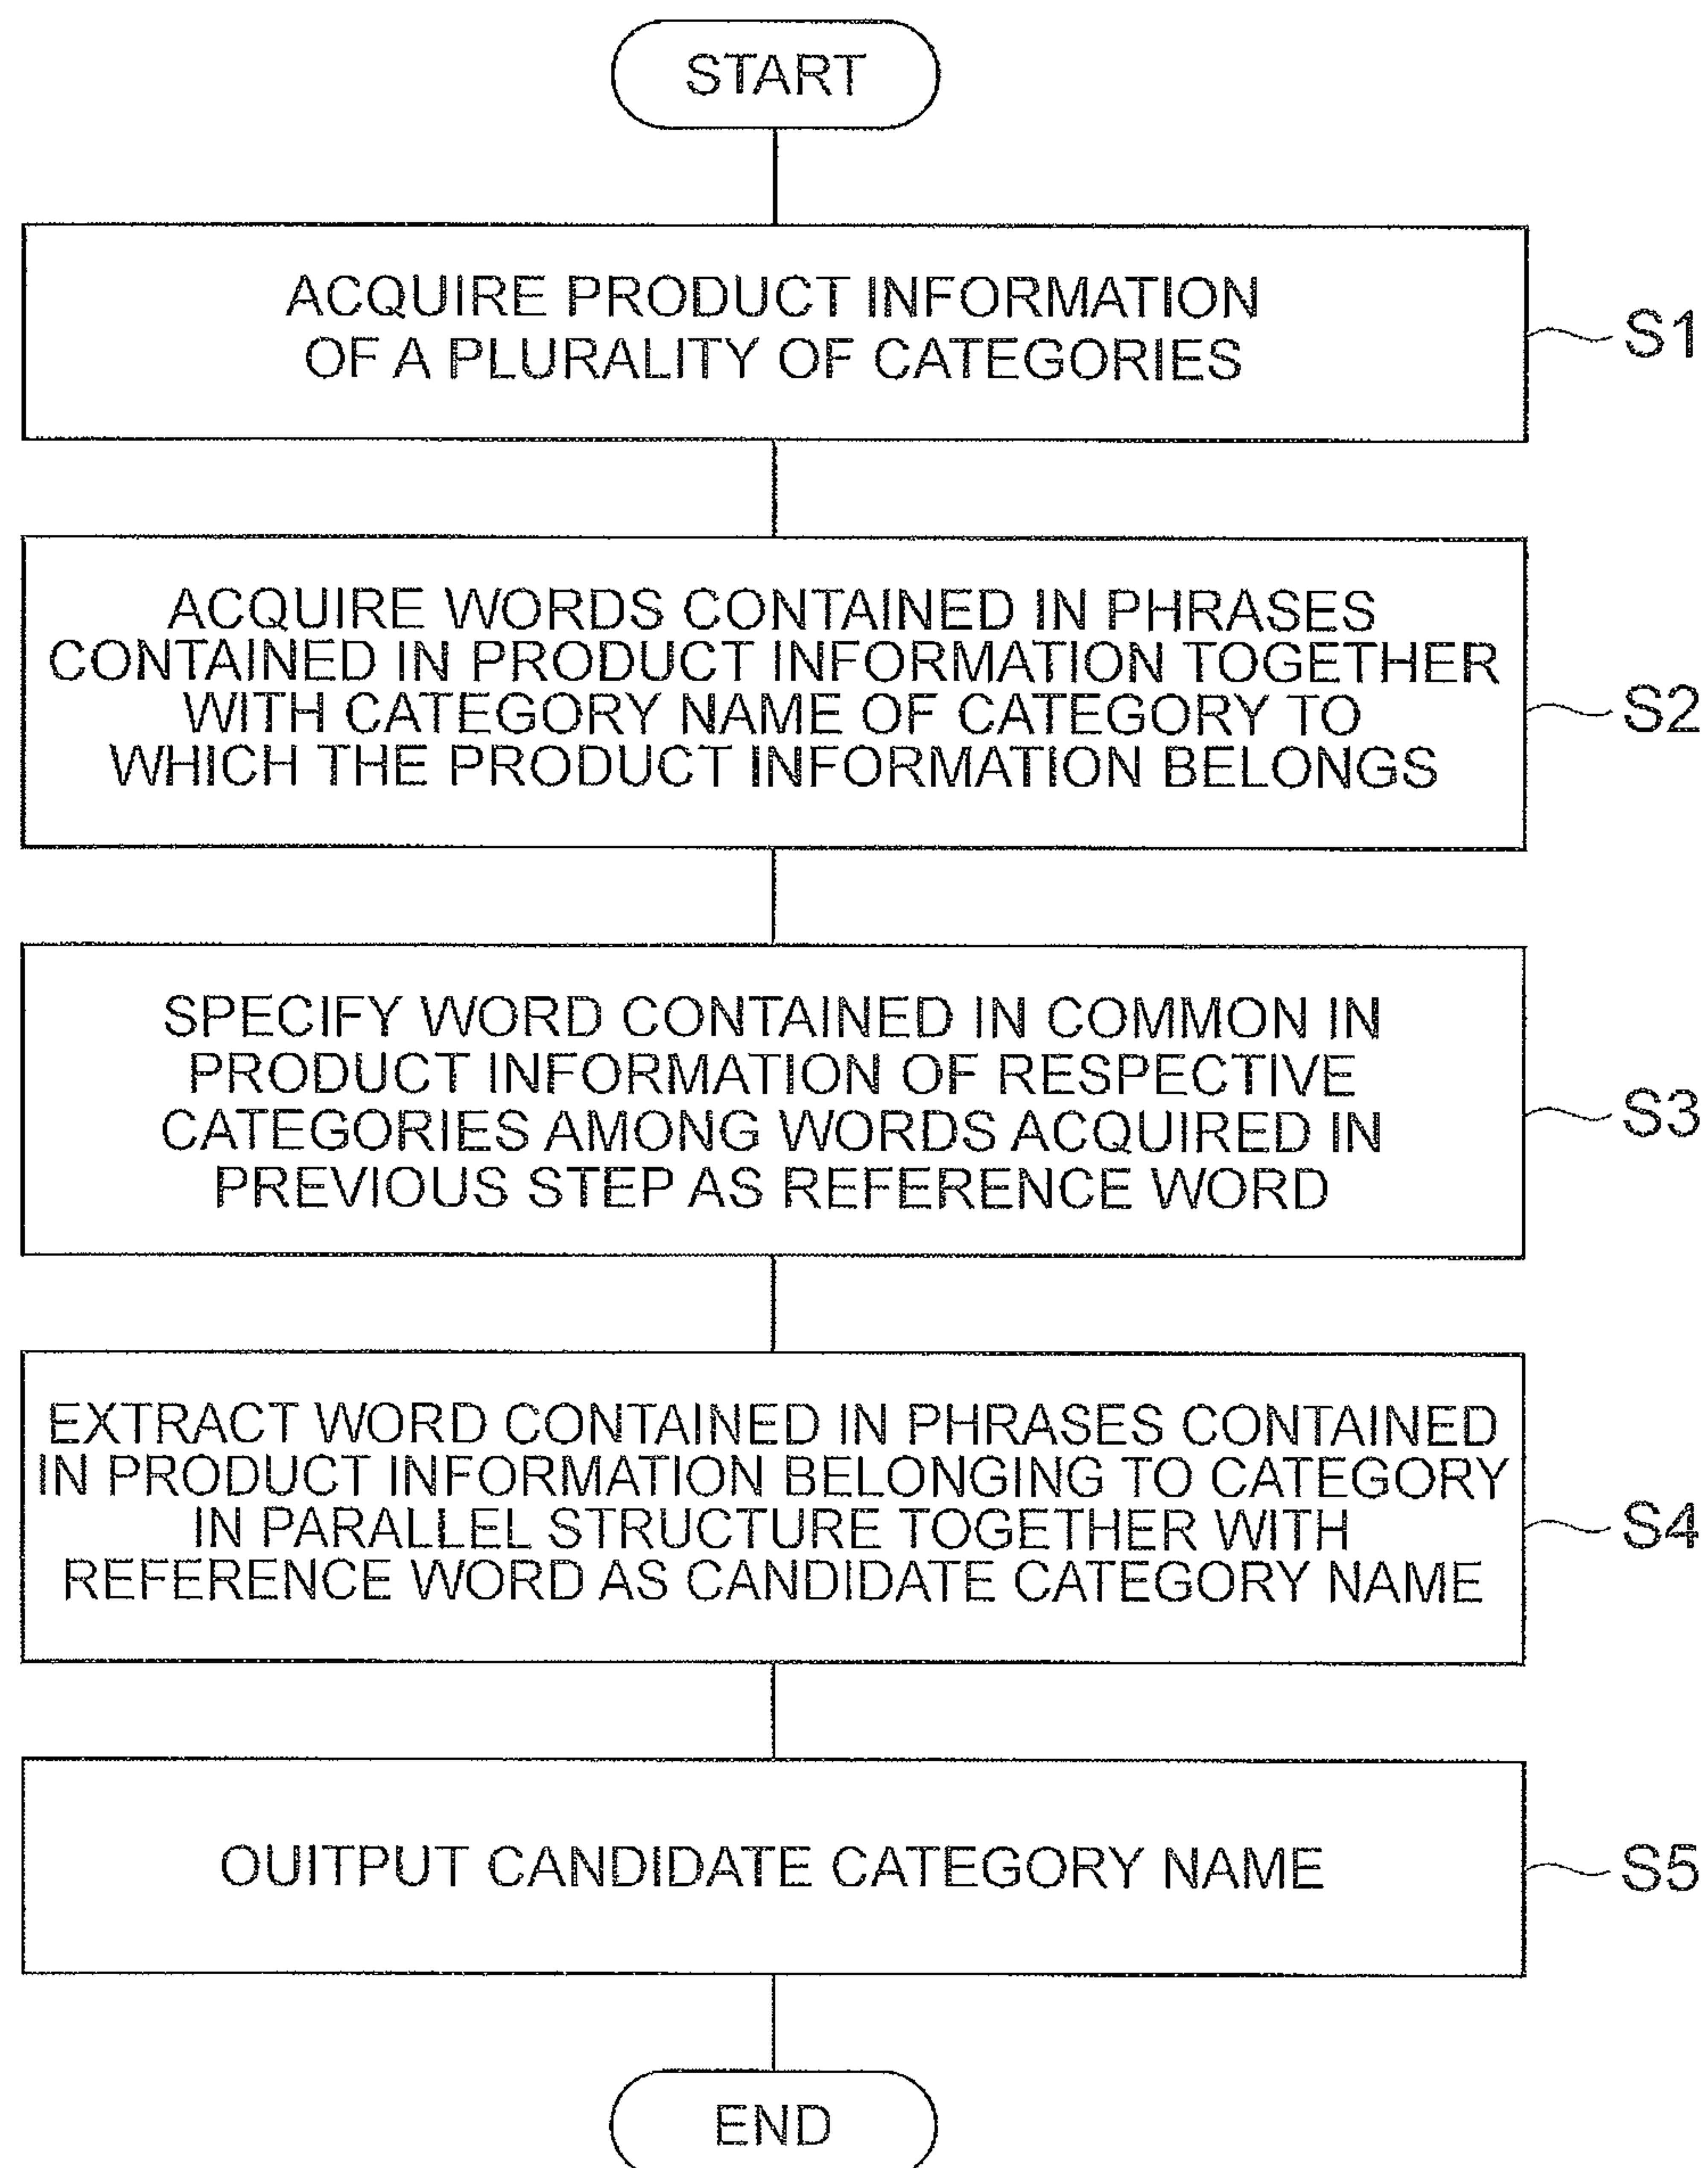 START
ACQUIRE PRODUCT INFORMATION
OF A PLURALITY OF CATEGORIES
S1
ACQUIRE WORDS CONTAINED IN PHRASES
CONTAINED IN PRODUCT INFORMATION TOGETHER
WITH CATEGORY NAME OF CATEGORY TO
WHICH THE PRODUCT INFORMATION BELONGS
S2
SPECIFY WORD CONTAINED IN COMMON IN
PRODUCT INFORMATION OF RESPECTIVE
CATEGORIES AMONG WORDS ACQUIRED IN
PREVIOUS STEP AS REFERENCE WORD
S3
EXTRACT WORD CONTAINED IN PHRASES CONTAINED
IN PRODUCT INFORMATION BELONGING TO CATEGORY
IN PARALLEL STRUCTURE TOGETHER WITH
REFERENCE WORD AS CANDIDATE CATEGORY NAME
S4
OUITPUT CANDIDATE CATEGORY NAME
S5
END